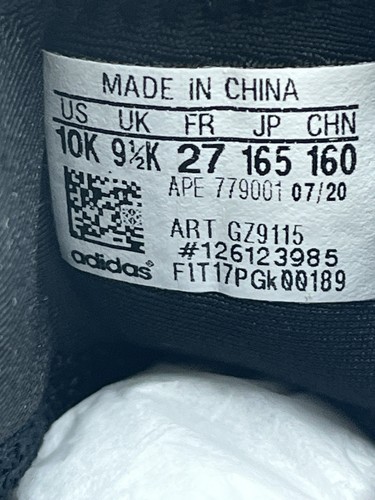 MADE iN CHINA
US UK FR JP CHN
10K 9½K 27 165 160
APE 779001 07/20
ART GZ9115
#126123985
adidas FIT17PGk00189